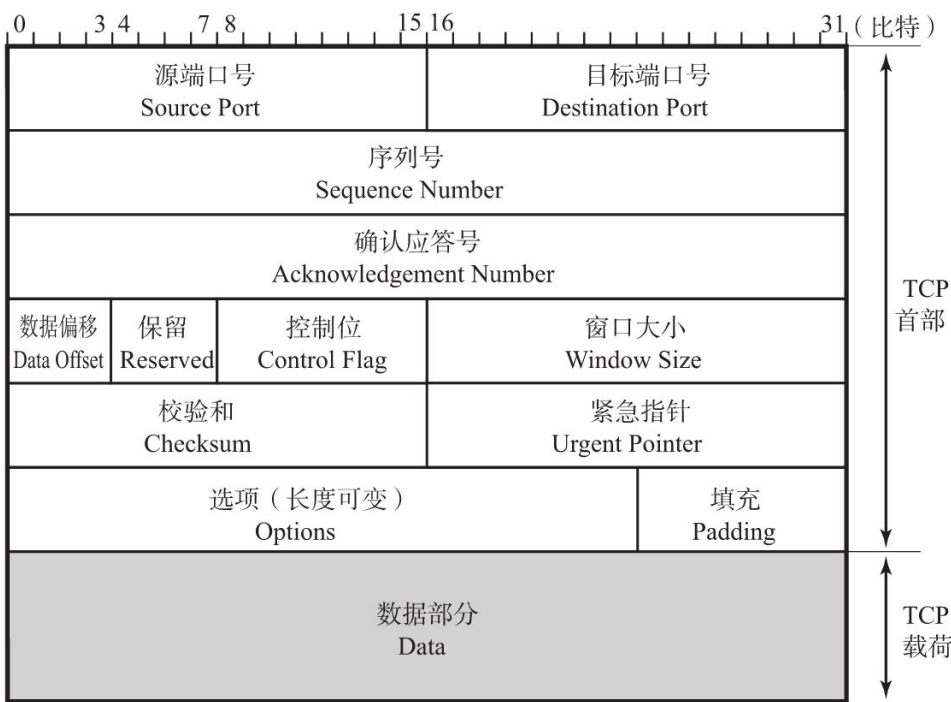 0 3 4 7 8 15 16 31 (比特)
源端口号 目标端口号
Source Port Destination Port
序列号
Sequence Number
确认应答号
Acknowledgement Number
TCP
首部
数据偏移 保留 控制位 窗口大小
Data Offset Reserved Control Flag Window Size
校验和 紧急指针
Checksum Urgent Pointer
选项(长度可变) 填充
Options Padding
数据部分
Data
TCP
载荷